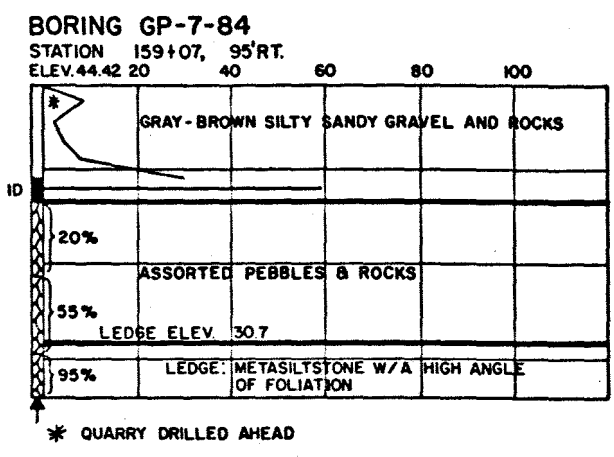 BORING GP-7-84
STATION 159+07, 95'RT.
ELEV. 44.42 20 40 60 80 100
* GRAY-BROWN SILTY SANDY GRAVEL AND ROCKS
ID
20%
ASSORTED PEBBLES & ROCKS
55%
LEDGE ELEV. 30.7
95% LEDGE: METASILTSTONE W/A HIGH ANGLE
OF FOLIATION
* QUARRY DRILLED AHEAD